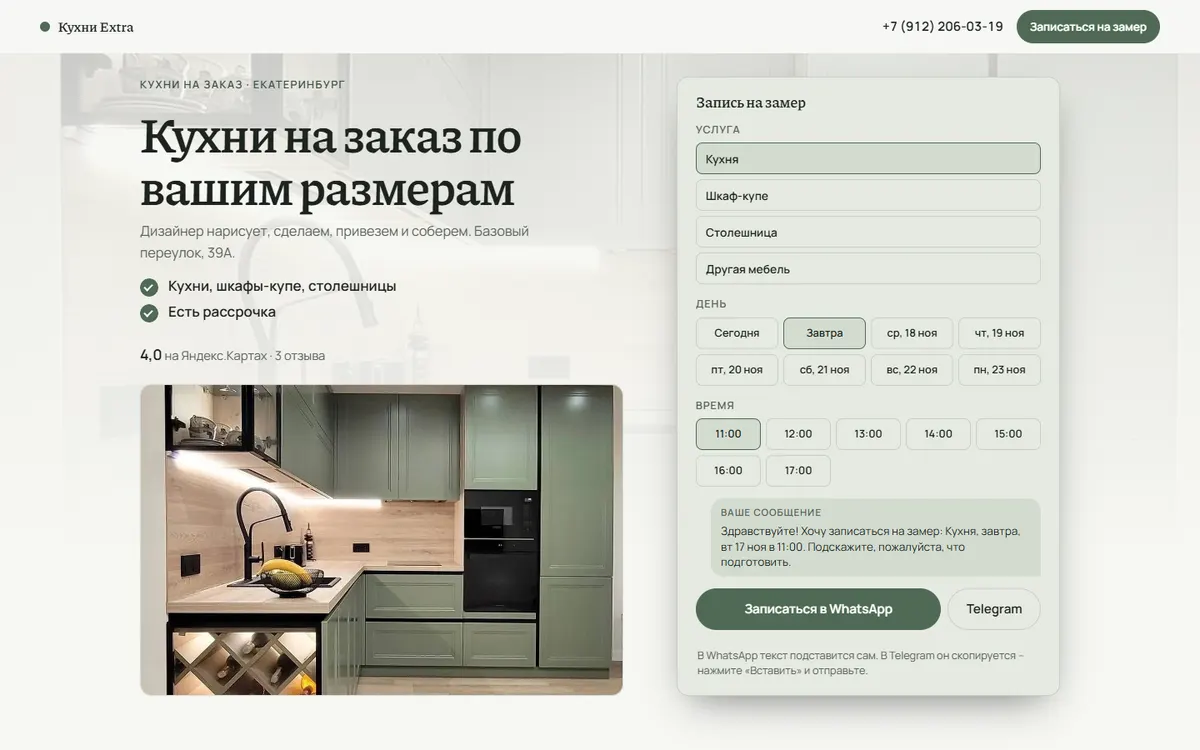 Кухни Extra
+7 (912) 206-03-19
Записаться на замер
КУХНИ НА ЗАКАЗ · ЕКАТЕРИНБУРГ
Кухни на заказ по
вашим размерам
Дизайнер нарисует, сделаем, привезем и соберем. Базовый
переулок, 39А.
Кухни, шкафы-купе, столешницы
Есть рассрочка
4,0 на Яндекс.Картах · 3 отзыва
Запись на замер
УСЛУГА
Кухня
Шкаф-купе
Столешница
Другая мебель
ДЕНЬ
Сегодня Завтра ср, 18 ноя чт, 19 ноя
пт, 20 ноя сб, 21 ноя вс, 22 ноя пн, 23 ноя
ВРЕМЯ
11:00 12:00 13:00 14:00 15:00
16:00 17:00
ВАШЕ СООБЩЕНИЕ
Здравствуйте! Хочу записаться на замер: Кухня, завтра,
вт 17 ноя в 11:00. Подскажите, пожалуйста, что
подготовить.
Записаться в WhatsApp Telegram
В WhatsApp текст подставится сам. В Telegram он скопируется –
нажмите «Вставить» и отправьте.